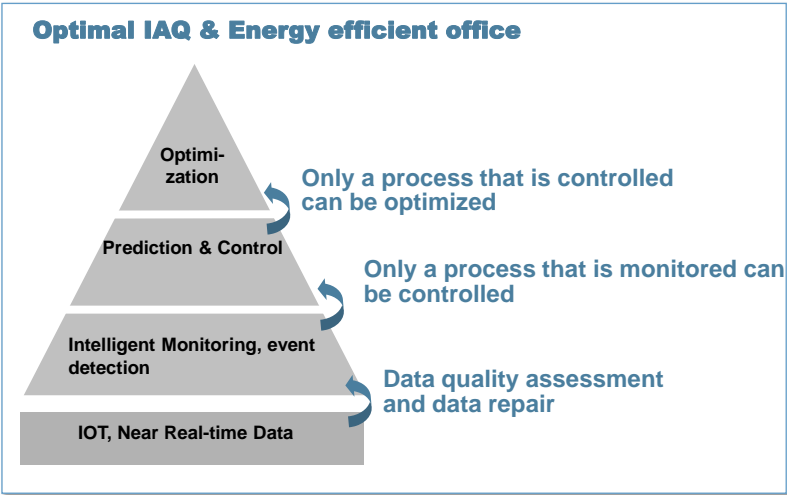 Optimal IAQ & Energy efficient office
Optimi-
zation
Only a process that is controlled
can be optimized
Prediction & Control
Only a process that is monitored can
be controlled
Intelligent Monitoring, event
detection
Data quality assessment
and data repair
IOT, Near Real-time Data